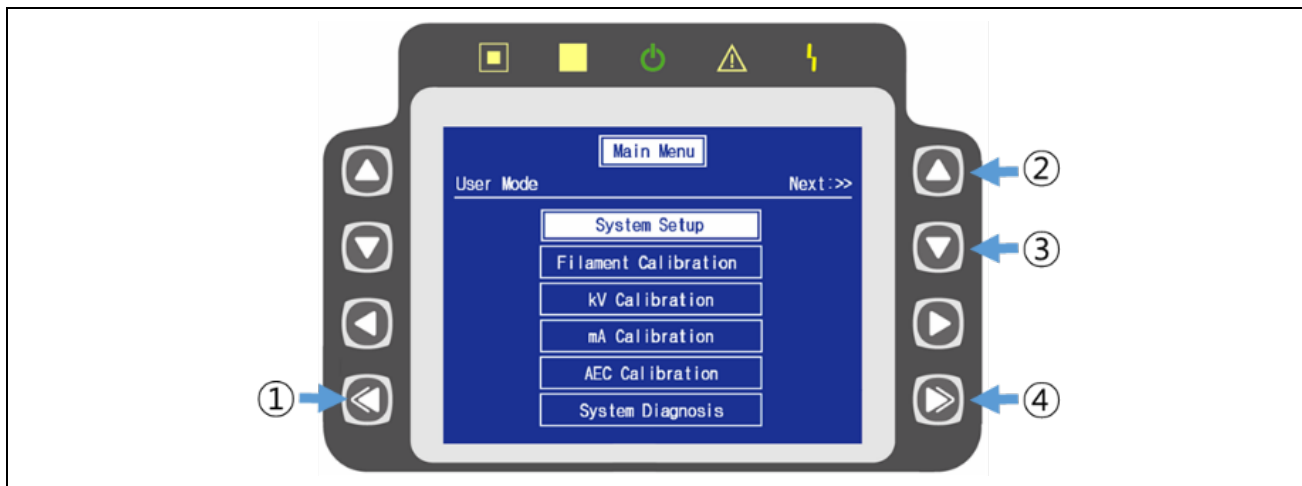 Main Menu
User Mode Next:>>
System Setup
Filament Calibration
kV Calibration
mA Calibration
AEC Calibration
System Diagnosis
①
②
③
④